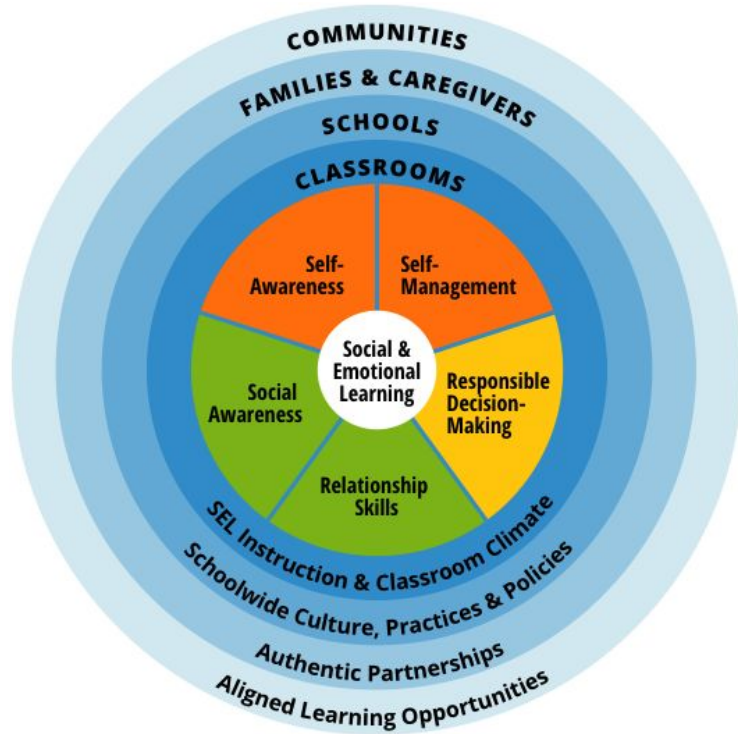 COMMUNITIES
FAMILIES & CAREGIVERS
SCHOOLS
CLASSROOMS
Self-
Awareness
Self-
Management
Social &
Emotional
Learning
Social
Awareness
Responsible
Decision-
Making
Relationship
Skills
SEL Instruction & Classroom Climate
Schoolwide Culture, Practices & Policies
Authentic Partnerships
Aligned Learning Opportunities